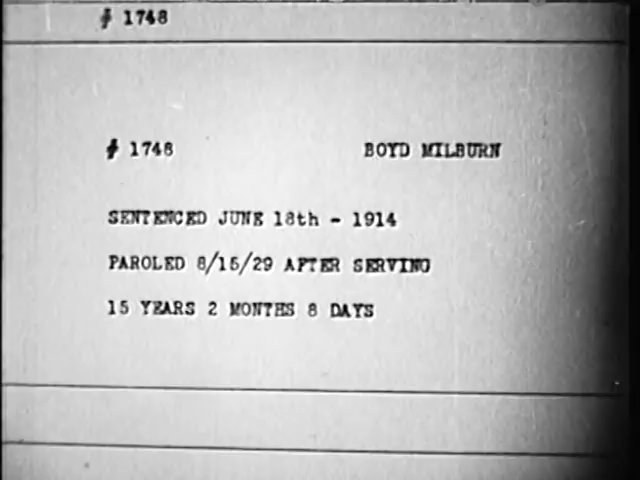 # 1748
# 1748 BOYD MILBURN
SENTENCED JUNE 18th - 1914
PAROLED 8/15/29 AFTER SERVING
15 YEARS 2 MONTHS 8 DAYS